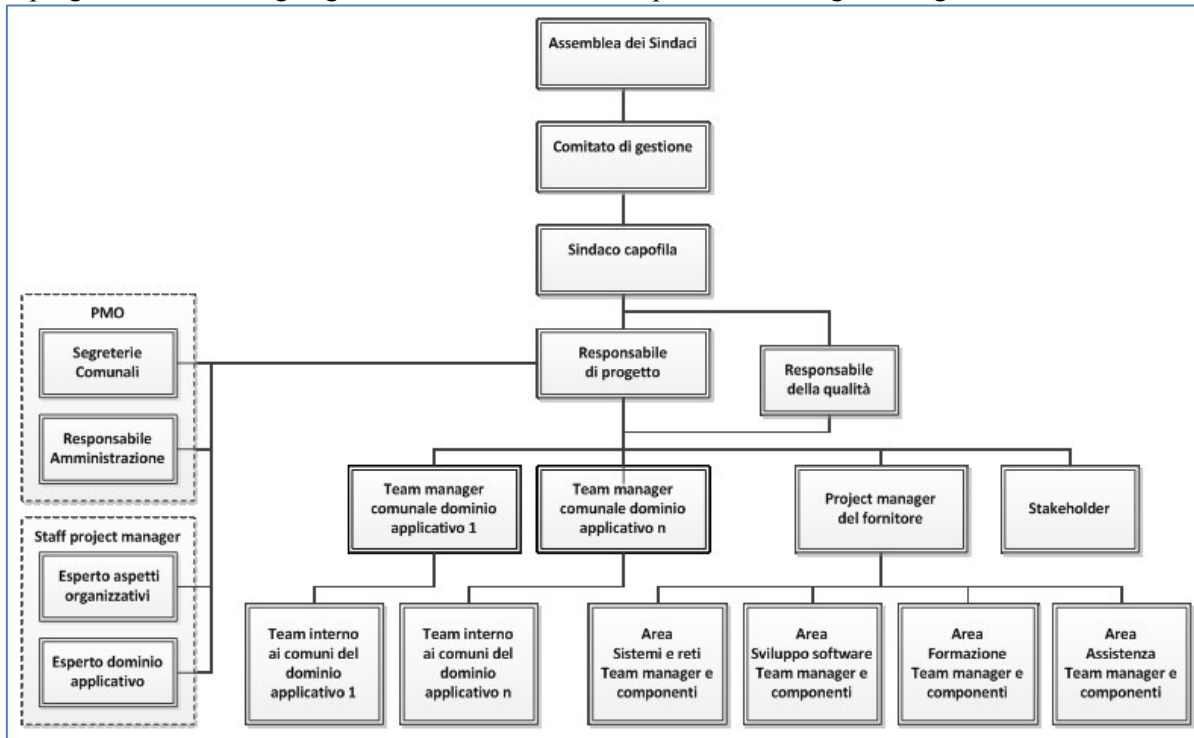 Assemblea dei Sindaci
Comitato di gestione
Sindaco capofila
PMO
Segreterie
Comunali
Responsabile
Amministrazione
Responsabile
di progetto
Responsabile
della qualità
Staff project manager
Esperto aspetti
organizzativi
Esperto dominio
applicativo
Team manager
comunale dominio
applicativo 1
Team manager
comunale dominio
applicativo n
Project manager
del fornitore
Stakeholder
Team interno
ai comuni del
dominio
applicativo 1
Team interno
ai comuni del
dominio
applicativo n
Area
Sistemi e reti
Team manager e
componenti
Area
Sviluppo software
Team manager e
componenti
Area
Formazione
Team manager e
componenti
Area
Assistenza
Team manager e
componenti